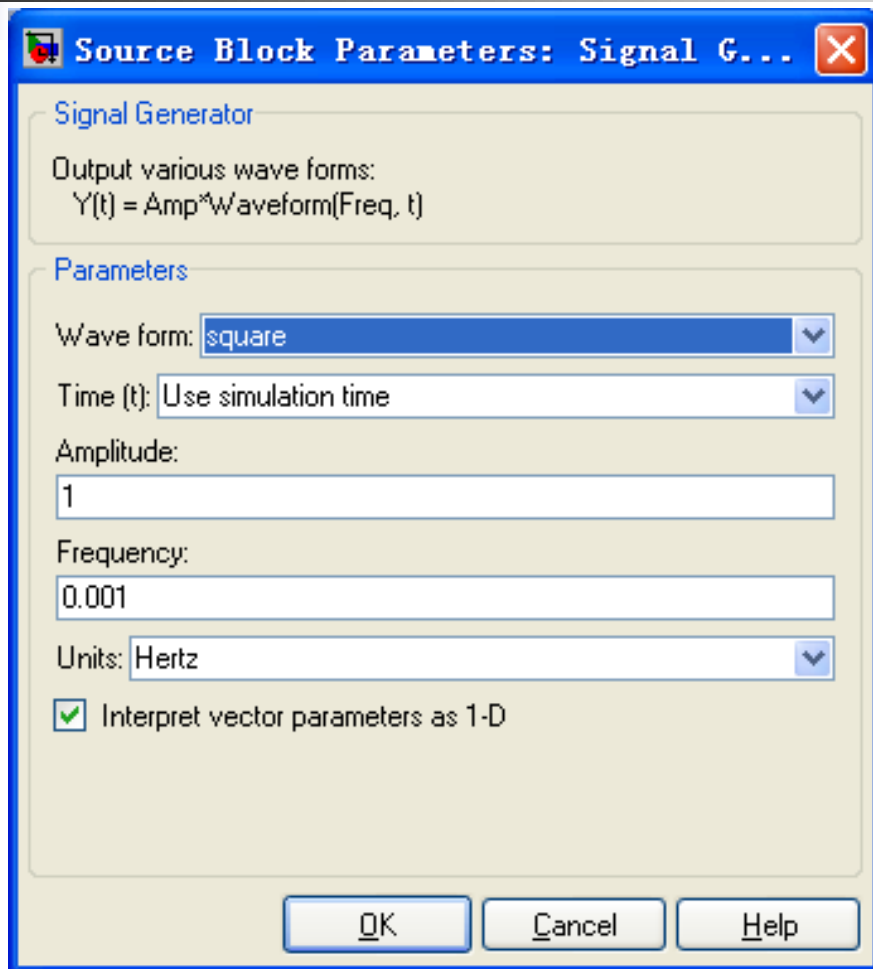 Source Block Parameters: Signal G...
Signal Generator
Output various wave forms:
Y(t) = Amp*Waveform(Freq, t)
Parameters
Wave form: square
Time (t): Use simulation time
Amplitude:
1
Frequency:
0.001
Units: Hertz
Interpret vector parameters as 1-D
OK Cancel Help